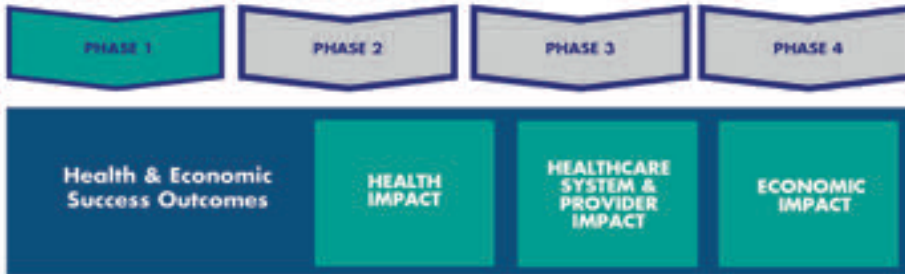 PHASE 1
PHASE 2
PHASE 3
PHASE 4
Health & Economic
Success Outcomes
HEALTH
IMPACT
HEALTHCARE
SYSTEM &
PROVIDER
IMPACT
ECONOMIC
IMPACT